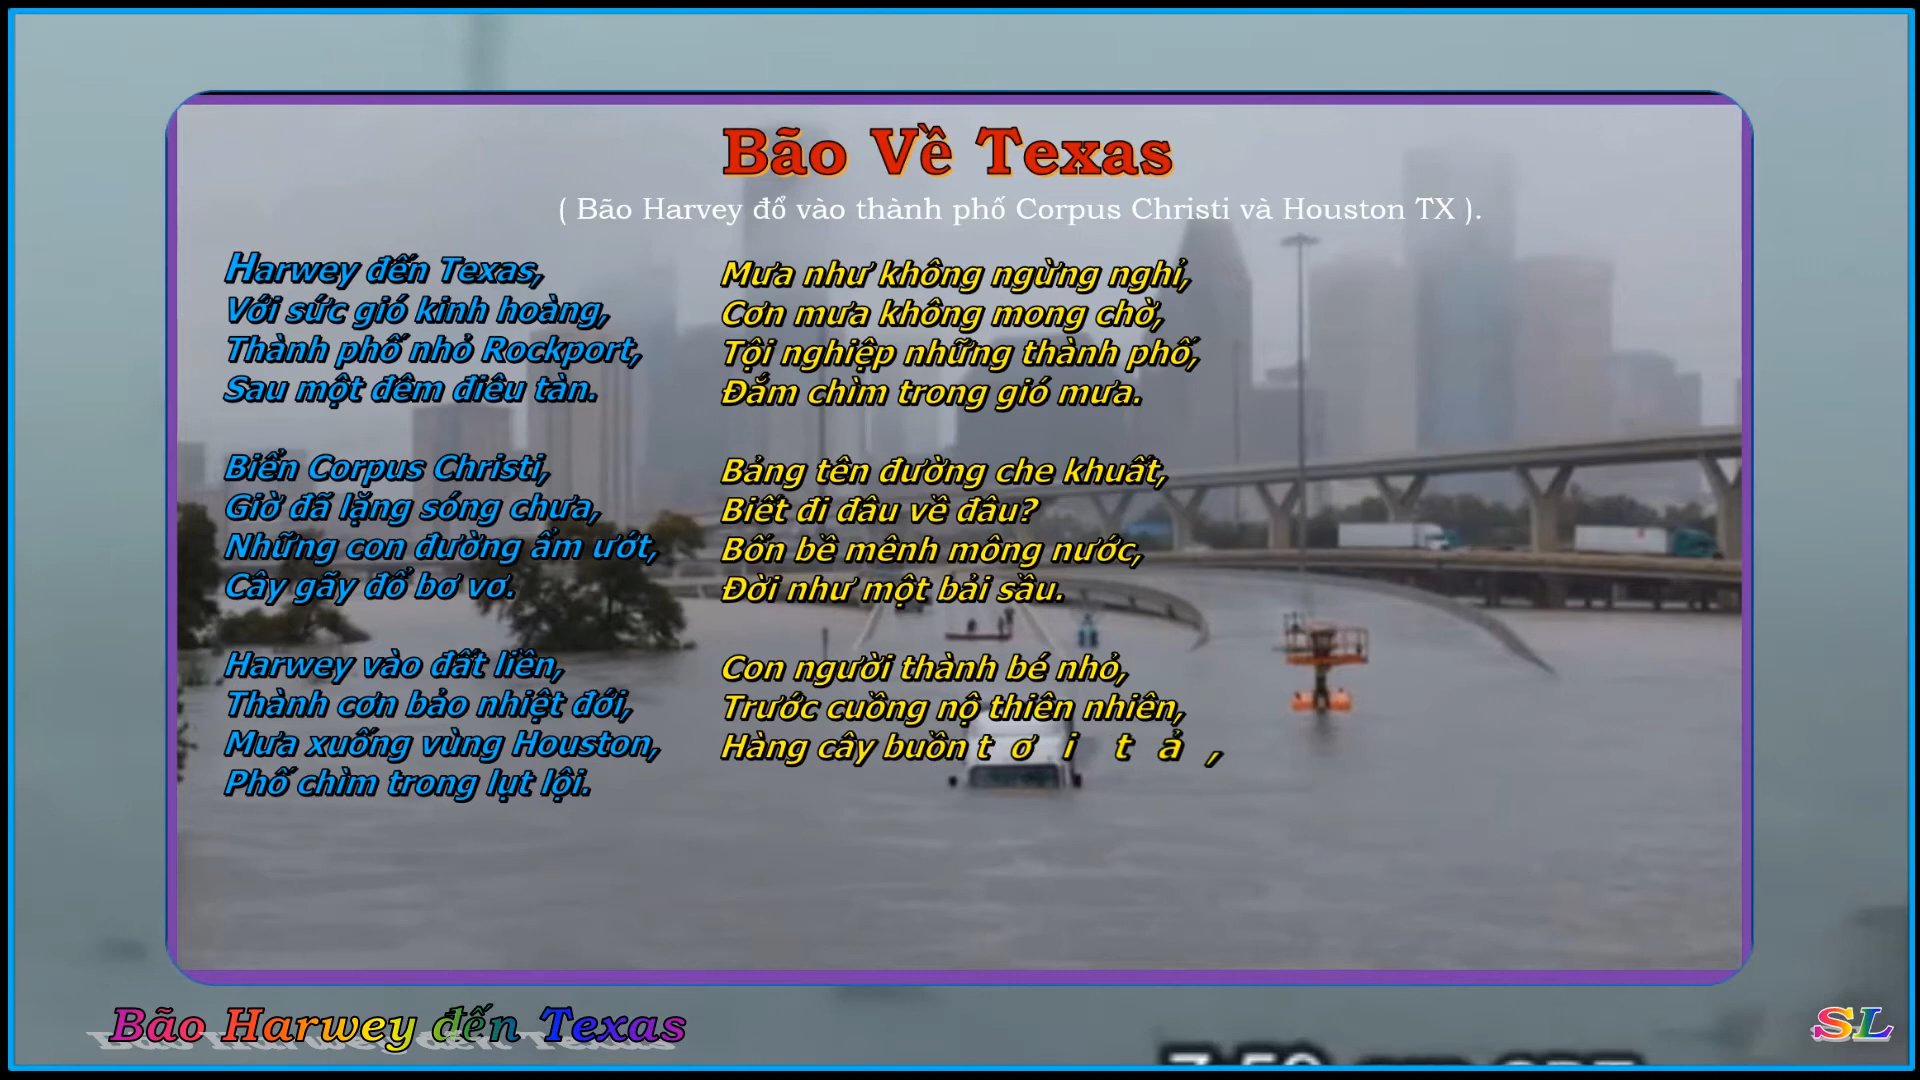 Bão Về Texas
( Bão Harvey đổ vào thành phố Corpus Christi và Houston TX ).
Harwey đến Texas,
Với sức gió kinh hoàng,
Thành phố nhỏ Rockport,
Sau một đêm điêu tàn.
Biển Corpus Christi,
Giờ đã lặng sóng chưa,
Những con đường ẩm ướt,
Cây gãy đổ bơ vơ.
Harwey vào đất liền,
Thành cơn bảo nhiệt đới,
Mưa xuống vùng Houston,
Phố chìm trong lụt lội.
Mưa như không ngừng nghỉ,
Cơn mưa không mong chờ,
Tội nghiệp những thành phố,
Đắm chìm trong gió mưa.
Bảng tên đường che khuất,
Biết đi đâu về đâu?
Bốn bề mênh mông nước,
Đời như một bải sầu.
Con người thành bé nhỏ,
Trước cuồng nộ thiên nhiên,
Hàng cây buồn tơi tả,
Bão Harwey đến Texas
SL